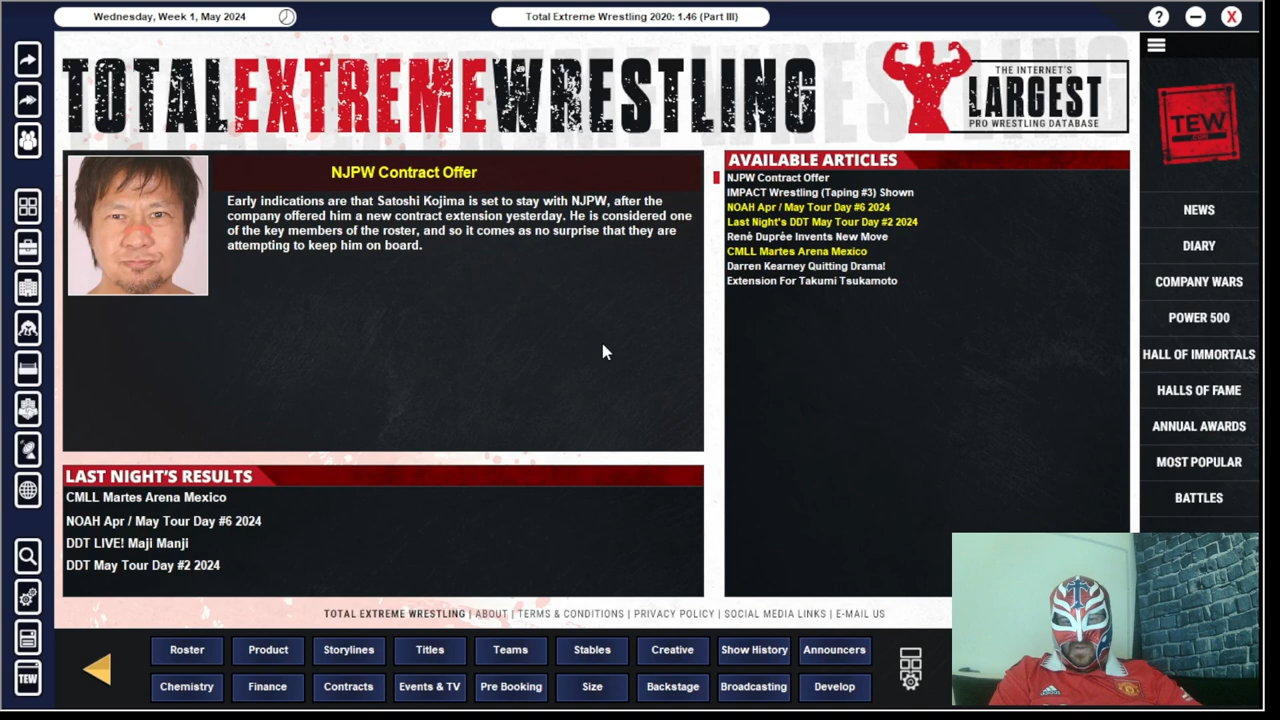 Wednesday, Week 1, May 2024
Total Extreme Wrestling 2020: 1.46 (Part III)
?
X
TOTALEXTREMEWRESTLING
THE INTERNET'S
LARGEST
PRO WRESTLING DATABASE
TEW
NJPW Contract Offer
Early indications are that Satoshi Kojima is set to stay with NJPW, after the
company offered him a new contract extension yesterday. He is considered one
of the key members of the roster, and so it comes as no surprise that they are
attempting to keep him on board.
AVAILABLE ARTICLES
NJPW Contract Offer
IMPACT Wrestling (Taping #3) Shown
NOAH Apr / May Tour Day #6 2024
Last Night's DDT May Tour Day #2 2024
Renè Duprèe Invents New Move
CMLL Martes Arena Mexico
Darren Kearney Quitting Drama!
Extension For Takumi Tsukamoto
NEWS
DIARY
COMPANY WARS
POWER 500
HALL OF IMMORTALS
HALLS OF FAME
ANNUAL AWARDS
MOST POPULAR
BATTLES
LAST NIGHT'S RESULTS
CMLL Martes Arena Mexico
NOAH Apr / May Tour Day #6 2024
DDT LIVE! Maji Manji
DDT May Tour Day #2 2024
TOTAL EXTREME WRESTLING | ABOUT | TERMS & CONDITIONS | PRIVACY POLICY | SOCIAL MEDIA LINKS | E-MAIL US
Roster Product Storylines Titles Teams Stables Creative Show History Announcers
Chemistry Finance Contracts Events & TV Pre Booking Size Backstage Broadcasting Develop
TEW